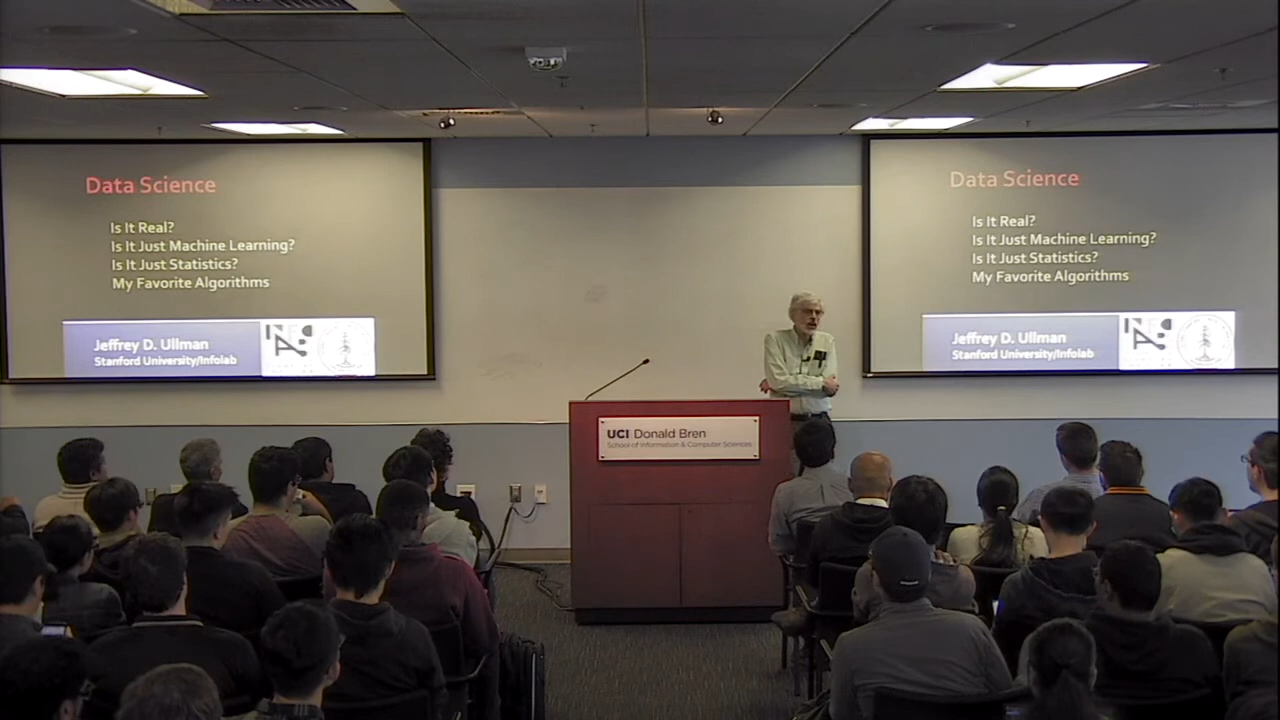 Data Science
Is It Real?
Is It Just Machine Learning?
Is It Just Statistics?
My Favorite Algorithms
Jeffrey D. Ullman
Stanford University/Infolab
Data Science
Is It Real?
Is It Just Machine Learning?
Is It Just Statistics?
My Favorite Algorithms
Jeffrey D. Ullman
Stanford University/Infolab
UCI Donald Bren
School of Information & Computer Sciences